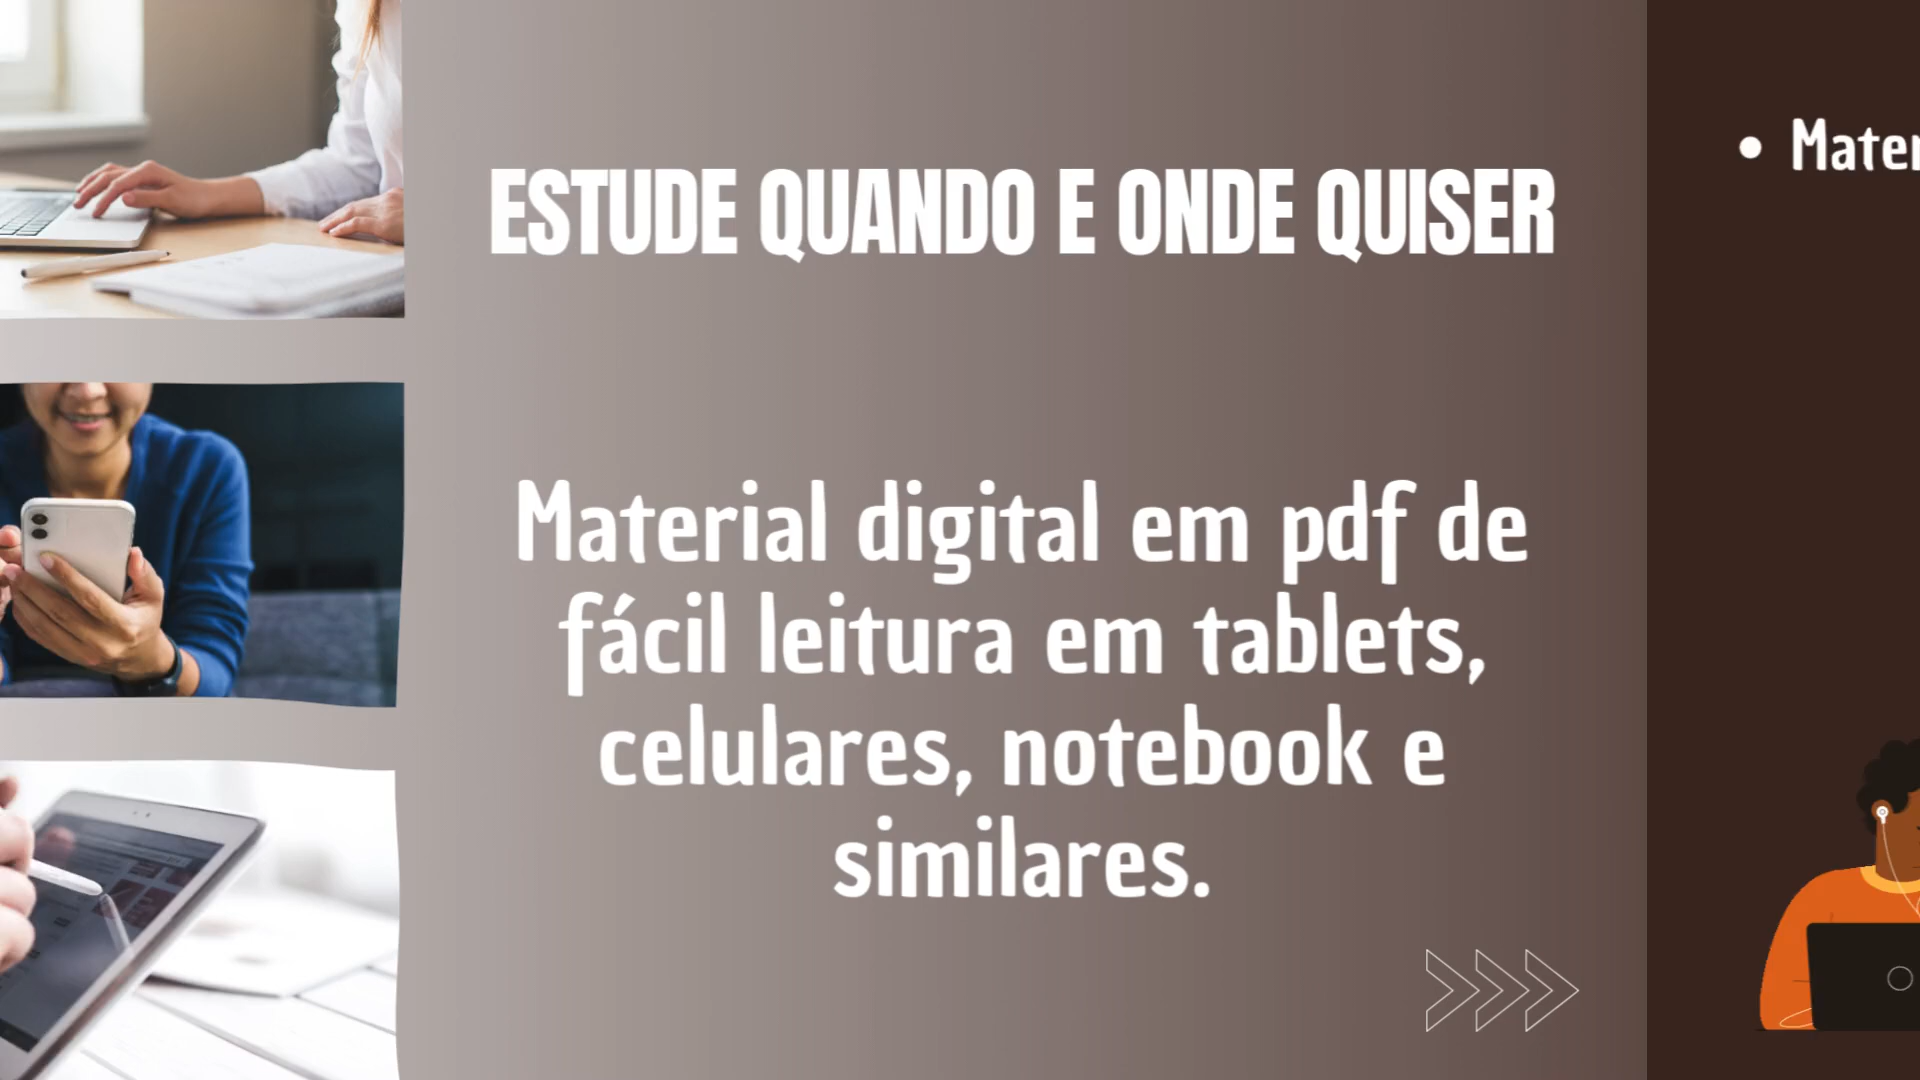 ESTUDE QUANDO E ONDE QUISER
Material digital em pdf de
fácil leitura em tablets,
celulares, notebook e
similares.